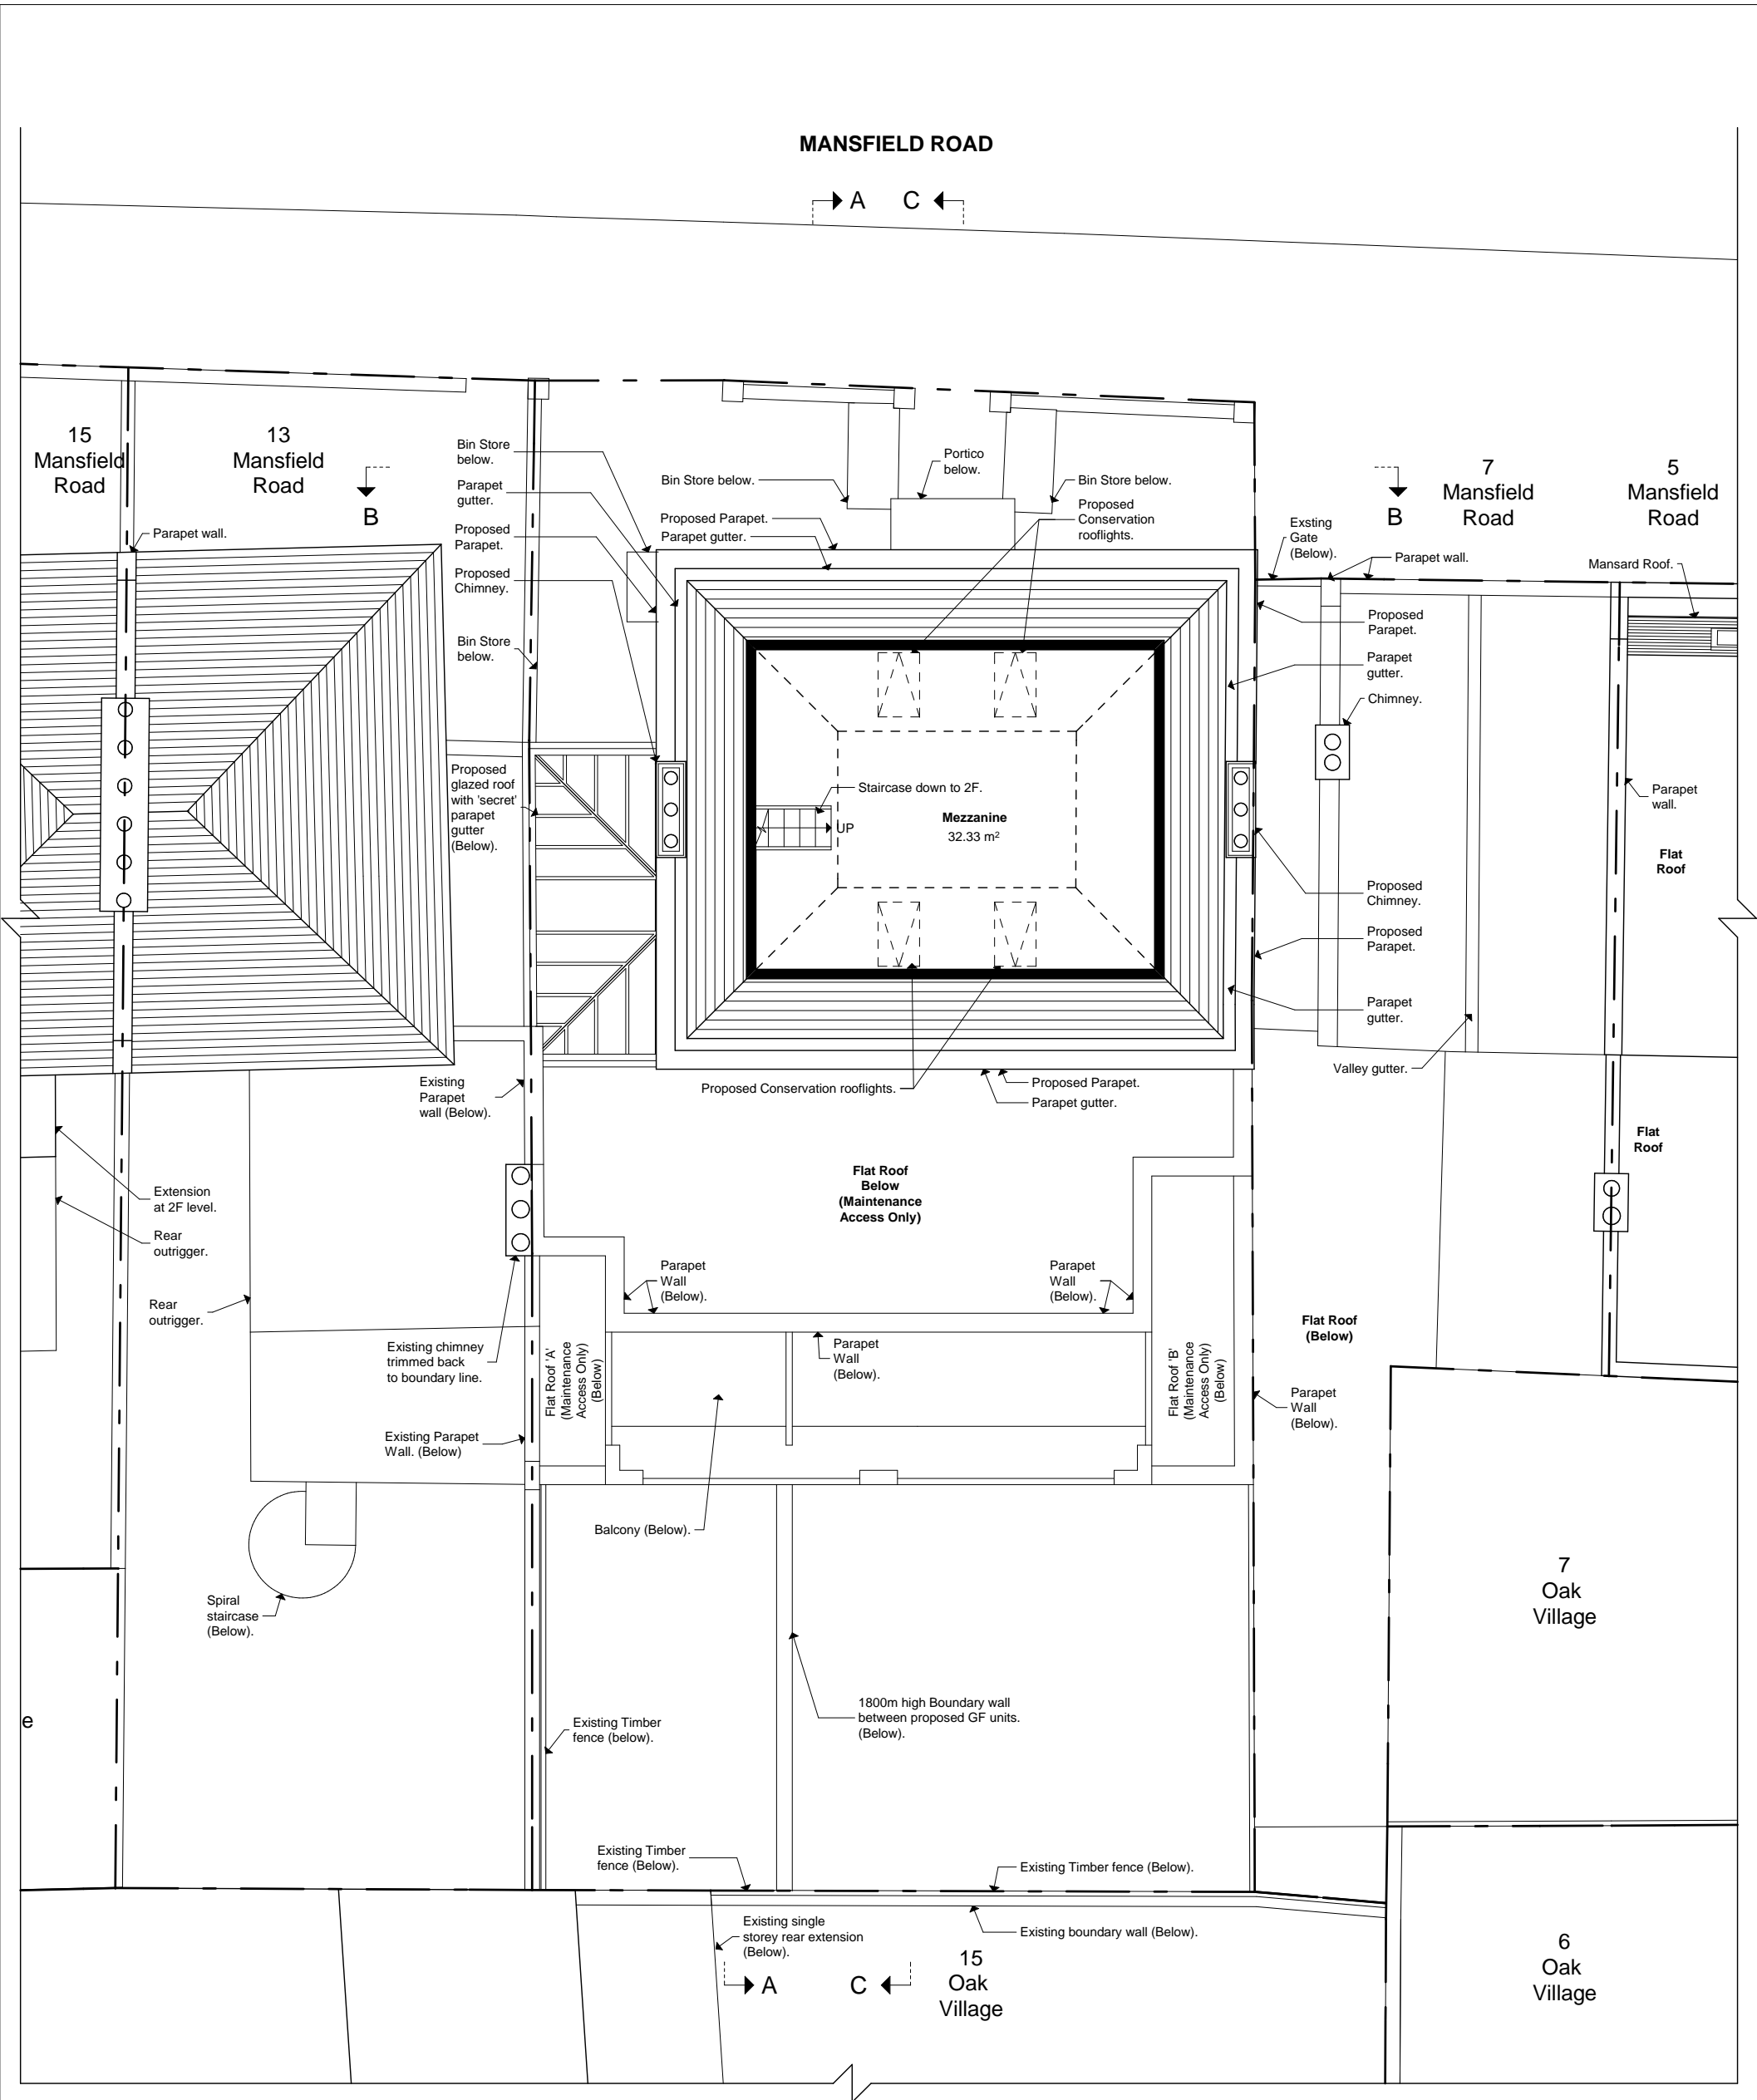 MANSFIELD ROAD
A
C
15
Mansfield
Road
13
Mansfield
Road
B
Bin Store
below.
Parapet
gutter.
Proposed
Parapet.
Proposed
Chimney.
Bin Store
below.
Proposed
glazed roof
with 'secret'
parapet
gutter
(Below).
Parapet wall.
Bin Store below.
Proposed Parapet.
Parapet gutter.
Portico
below.
Bin Store below.
Proposed
Conservation
rooflights.
B
7
Mansfield
Road
5
Mansfield
Road
Exstng
Gate
(Below).
Parapet wall.
Mansard Roof.
Proposed
Parapet.
Parapet
gutter.
Chimney.
Staircase down to 2F.
UP
Mezzanine
32.33 m²
Parapet
wall.
Flat
Roof
Proposed
Chimney.
Proposed
Parapet.
Parapet
gutter.
Valley gutter.
Existing
Parapet
wall (Below).
Proposed Conservation rooflights.
Proposed Parapet.
Parapet gutter.
Flat
Roof
Flat Roof
Below
(Maintenance
Access Only)
Extension
at 2F level.
Rear
outrigger.
Rear
outrigger.
Parapet
Wall
(Below).
Parapet
Wall
(Below).
Existing chimney
trimmed back
to boundary line.
Flat Roof 'A'
(Maintenance
Access Only)
(Below)
Parapet
Wall
(Below).
Flat Roof 'B'
(Maintenance
Access Only)
(Below)
Flat Roof
(Below)
Parapet
Wall
(Below).
Existing Parapet
Wall. (Below)
Balcony (Below).
Spiral
staircase
(Below).
7
Oak
Village
e
Existing Timber
fence (below).
1800m high Boundary wall
between proposed GF units.
(Below).
Existing Timber
fence (Below).
Existing Timber fence (Below).
Existing single
storey rear extension
(Below).
Existing boundary wall (Below).
A
C
15
Oak
Village
6
Oak
Village